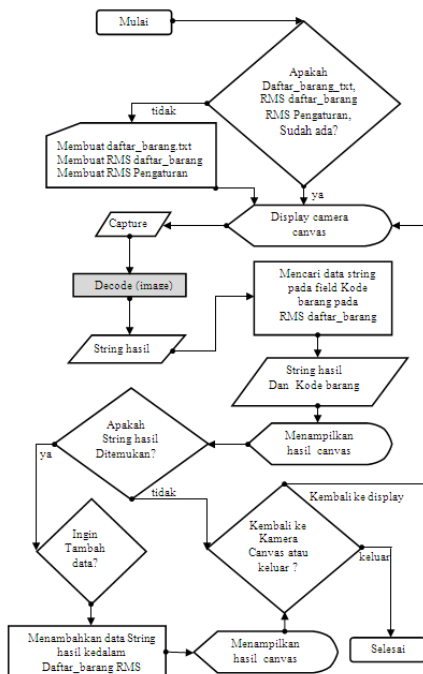 Mulai
Apakah
Daftar_barang_txt,
RMS daftar_barang
RMS Pengaturan,
Sudah ada?
tidak
Membuat daftar_barang.txt
Membuat RMS daftar_barang
Membuat RMS Pengaturan
ya
Capture
Display camera
canvas
Decode (image)
Mencari data string
pada field Kode
barang pada
RMS daftar_barang
String hasil
String hasil
Dan Kode barang
Apakah
String hasil
Ditemukan?
Menampilkan
hasil canvas
ya
tidak
Kembali ke display
Ingin
Tambah
data?
Kembali ke
Kamera
Canvas atau
keluar ?
keluar
Menambahkan data String
hasil kedalam
Daftar_barang RMS
Menampilkan
hasil canvas
Selesai